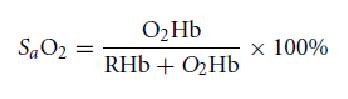 SaO2 = O2Hb / (RHb + O2Hb) × 100%